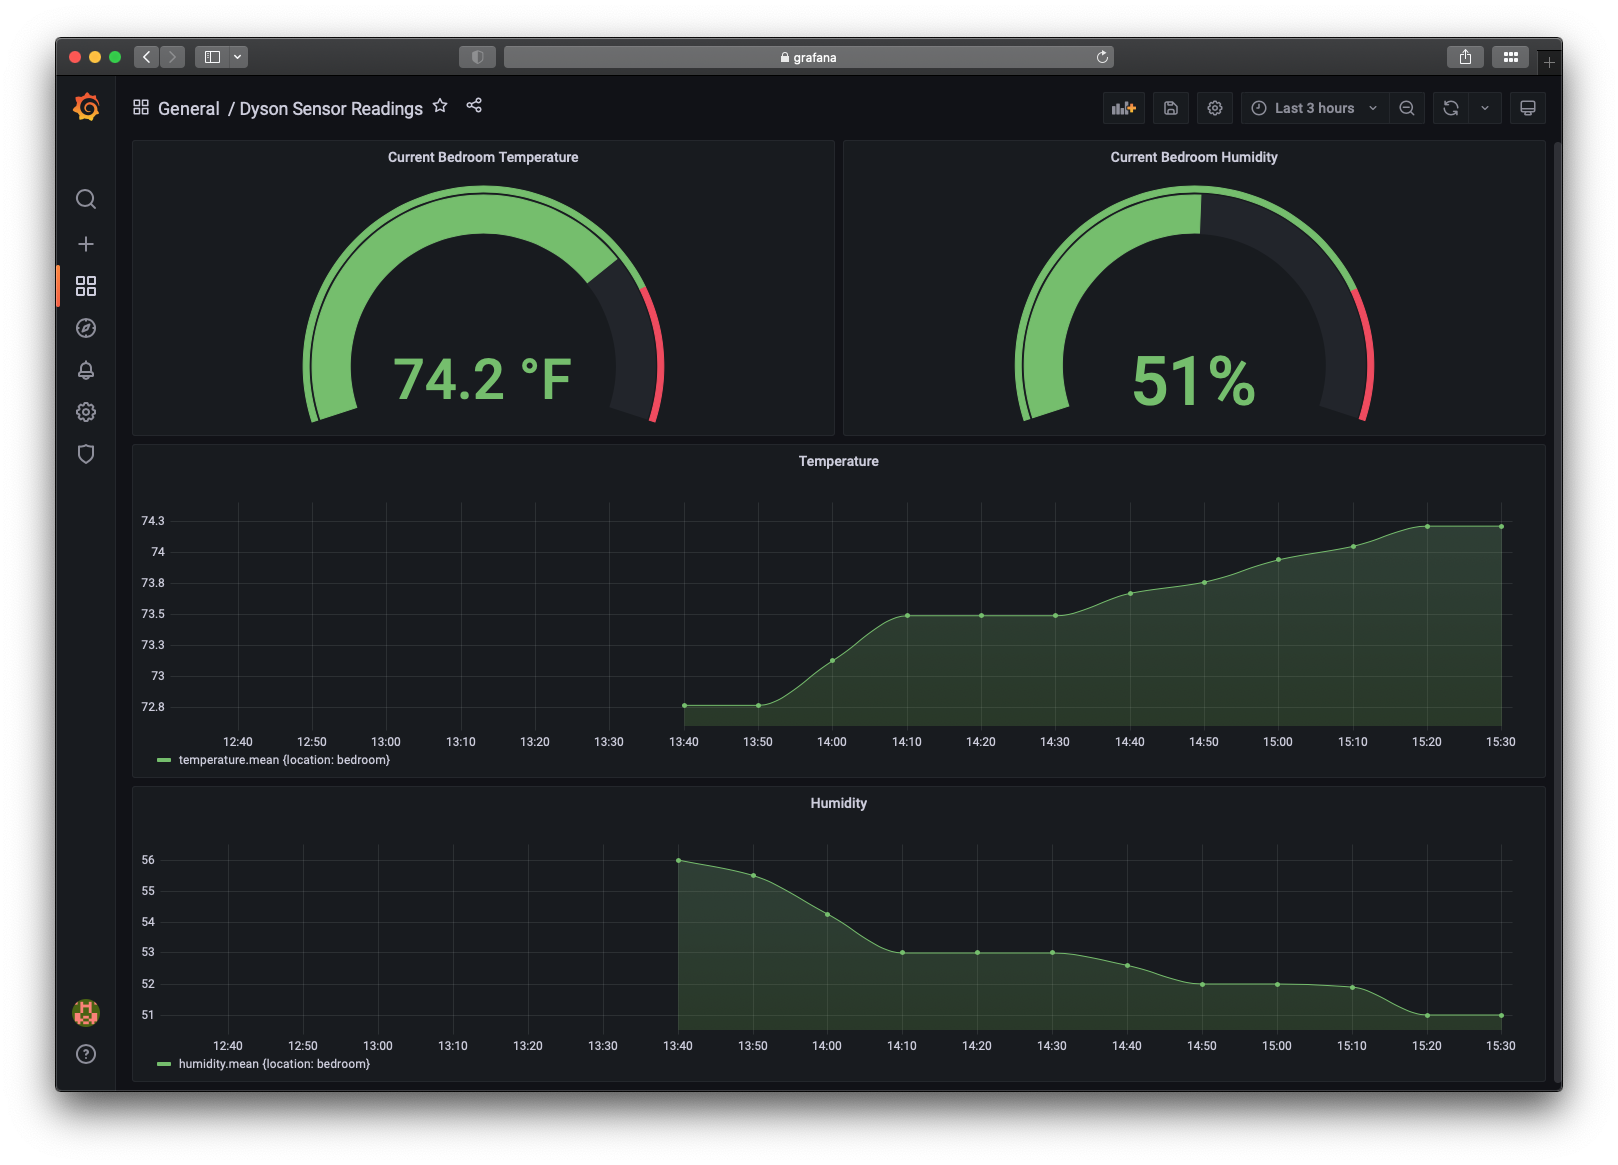 grafana
General / Dyson Sensor Readings
Last 3 hours
Current Bedroom Temperature
Current Bedroom Humidity
74.2 °F
51%
Temperature
74.3
74
73.8
73.5
73.3
73
72.8
12:40 12:50 13:00 13:10 13:20 13:30 13:40 13:50 14:00 14:10 14:20 14:30 14:40 14:50 15:00 15:10 15:20 15:30
temperature.mean {location: bedroom}
Humidity
56
55
54
53
52
51
12:40 12:50 13:00 13:10 13:20 13:30 13:40 13:50 14:00 14:10 14:20 14:30 14:40 14:50 15:00 15:10 15:20 15:30
humidity.mean {location: bedroom}